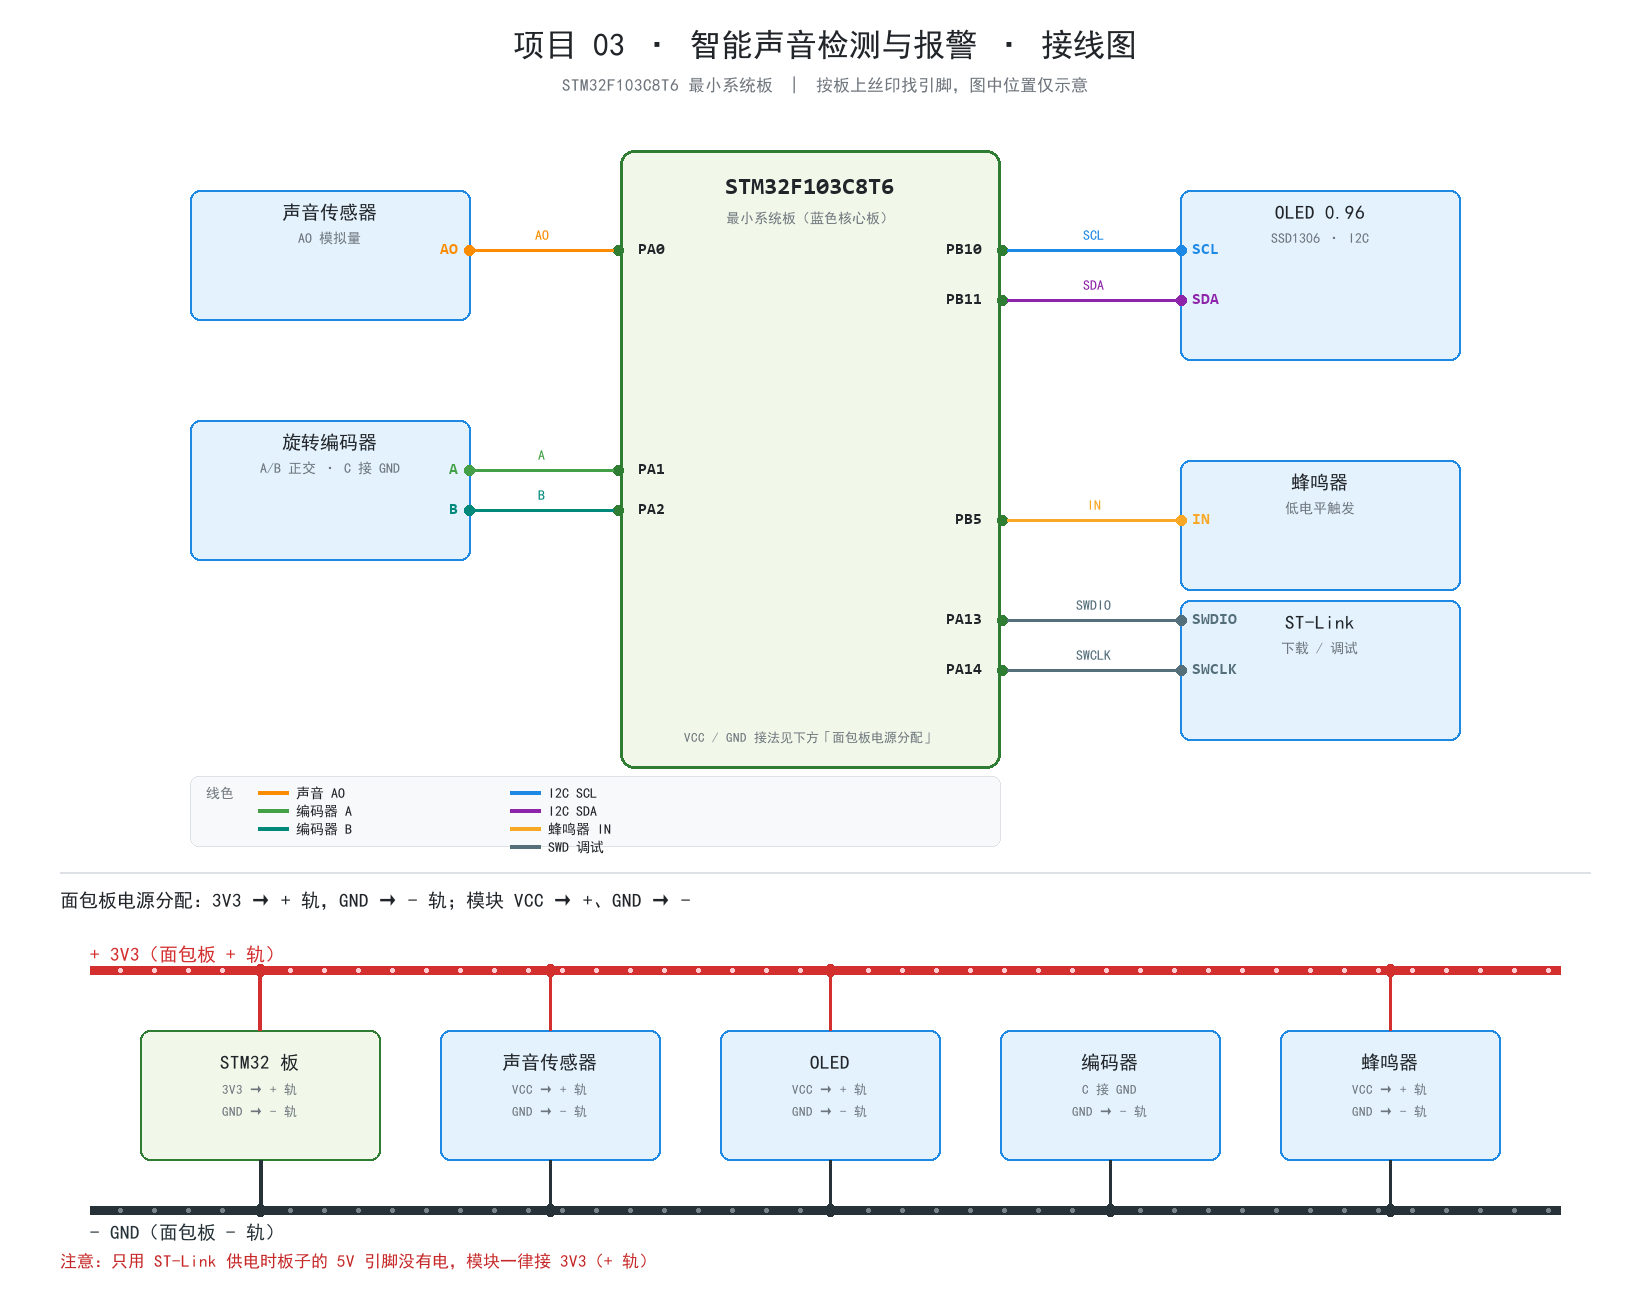 项目 03 · 智能声音检测与报警 · 接线图
STM32F103C8T6 最小系统板 | 按板上丝印找引脚，图中位置仅示意
声音传感器
AO 模拟量
AO
AO
PA0
STM32F103C8T6
最小系统板（蓝色核心板）
PB10
SCL
OLED 0.96
SSD1306 · I2C
SCL
PB11
SDA
SDA
旋转编码器
A/B 正交 · C 接 GND
A
A
PA1
B
B
PA2
PB5
IN
蜂鸣器
低电平触发
IN
PA13
SWDIO
SWDIO
ST-Link
下载 / 调试
PA14
SWCLK
SWCLK
VCC / GND 接法见下方「面包板电源分配」
线色
声音 AO
编码器 A
编码器 B
I2C SCL
I2C SDA
蜂鸣器 IN
SWD 调试
面包板电源分配：3V3 → + 轨，GND → - 轨；模块 VCC → +、GND → -
+ 3V3（面包板 + 轨）
STM32 板
3V3 → + 轨
GND → - 轨
声音传感器
VCC → + 轨
GND → - 轨
OLED
VCC → + 轨
GND → - 轨
编码器
C 接 GND
GND → - 轨
蜂鸣器
VCC → + 轨
GND → - 轨
- GND（面包板 - 轨）
注意：只用 ST-Link 供电时板子的 5V 引脚没有电，模块一律接 3V3（+ 轨）